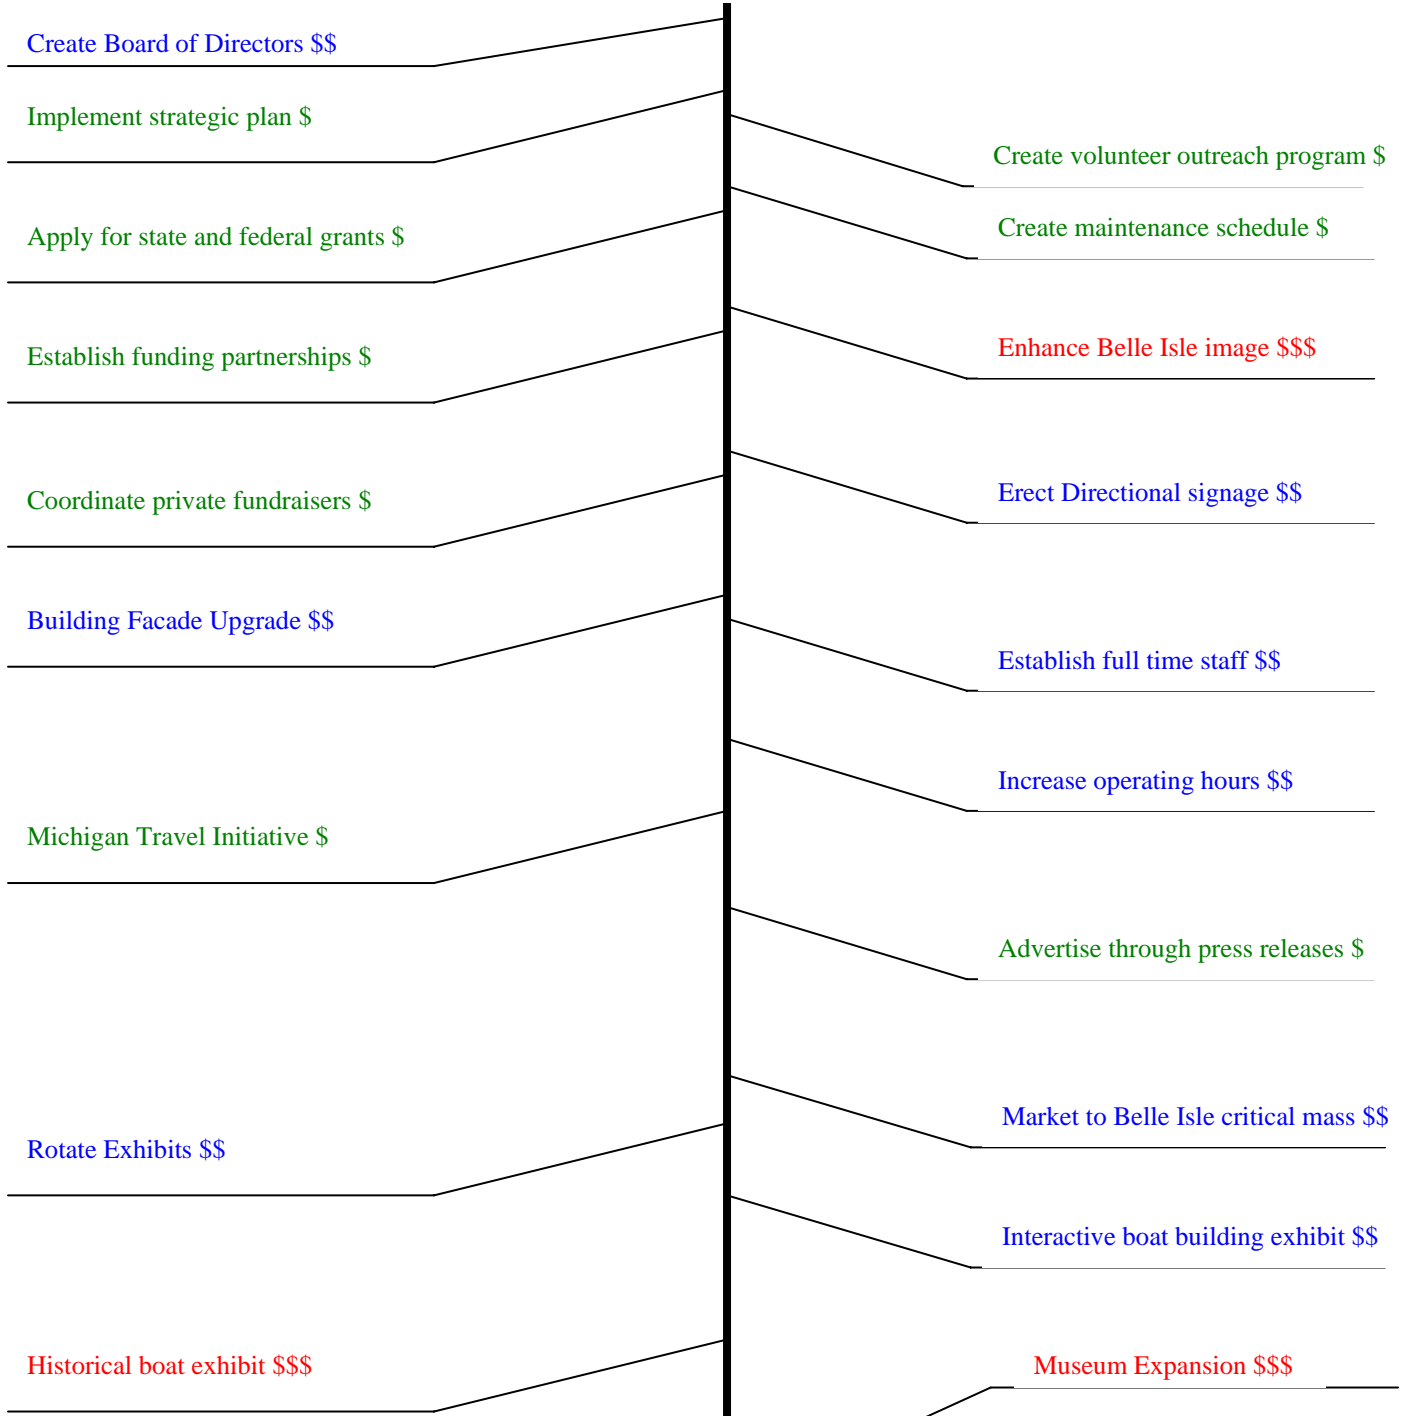 Create Board of Directors $$
Implement strategic plan $
Create volunteer outreach program $
Apply for state and federal grants $
Create maintenance schedule $
Establish funding partnerships $
Enhance Belle Isle image $$$
Coordinate private fundraisers $
Erect Directional signage $$
Building Facade Upgrade $$
Establish full time staff $$
Increase operating hours $$
Michigan Travel Initiative $
Advertise through press releases $
Market to Belle Isle critical mass $$
Rotate Exhibits $$
Interactive boat building exhibit $$
Historical boat exhibit $$$
Museum Expansion $$$